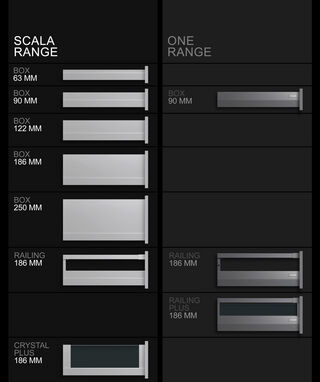 SCALA
RANGE
BOX
63 MM
BOX
90 MM
BOX
122 MM
BOX
186 MM
BOX
250 MM
RAILING
186 MM
CRYSTAL
PLUS
186 MM
ONE
RANGE
BOX
90 MM
RAILING
186 MM
RAILING
PLUS
186 MM